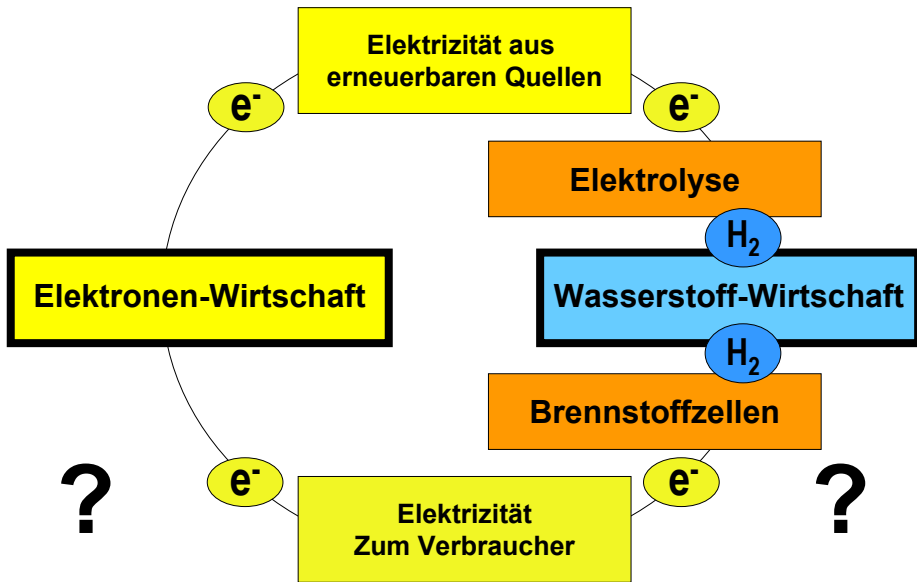 Elektrizität aus
erneuerbaren Quellen
e-
e-
Elektrolyse
H2
Elektronen-Wirtschaft
Wasserstoff-Wirtschaft
H2
Brennstoffzellen
?
e-
e-
?
Elektrizität
Zum Verbraucher